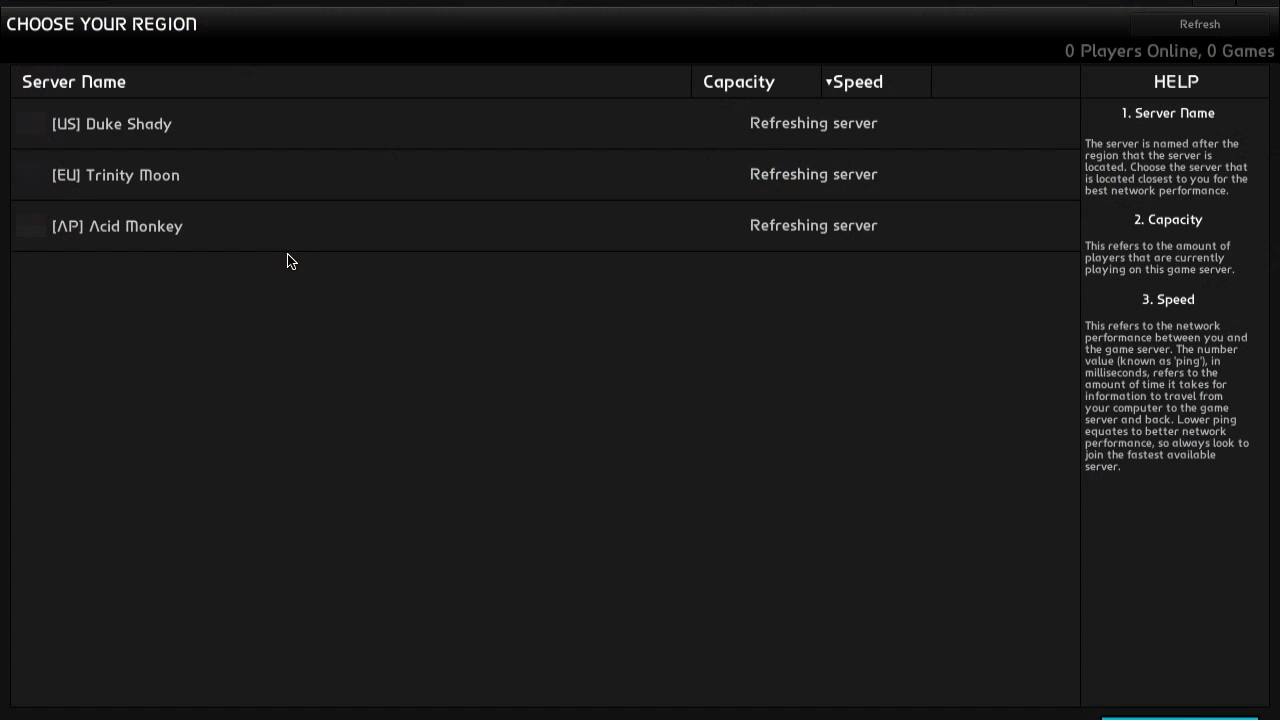 CHOOSE YOUR REGION
Refresh
0 Players Online, 0 Games
Server Name
Capacity
▾Speed
HELP
[US] Duke Shady
Refreshing server
[EU] Trinity Moon
Refreshing server
[AP] Acid Monkey
Refreshing server
1. Server Name
The server is named after the
region that the server is
located. Choose the server that
is located closest to you for the
best network performance.
2. Capacity
This refers to the amount of
players that are currently
playing on this game server.
3. Speed
This refers to the network
performance between you and
the game server. The number
value (known as 'ping'), in
milliseconds, refers to the
amount of time it takes for
information to travel from
your computer to the game
server and back. Lower ping
equates to better network
performance, so always look to
join the fastest available
server.